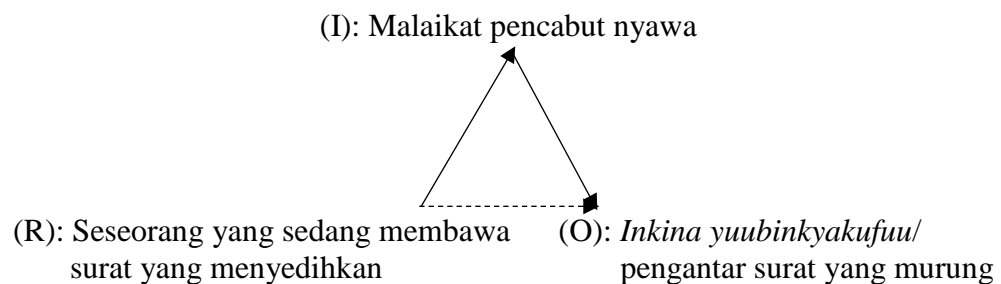 (I): Malaikat pencabut nyawa
(R): Seseorang yang sedang membawa
surat yang menyedihkan
(O): Inkina yuubinkyakufuu/
pengantar surat yang murung